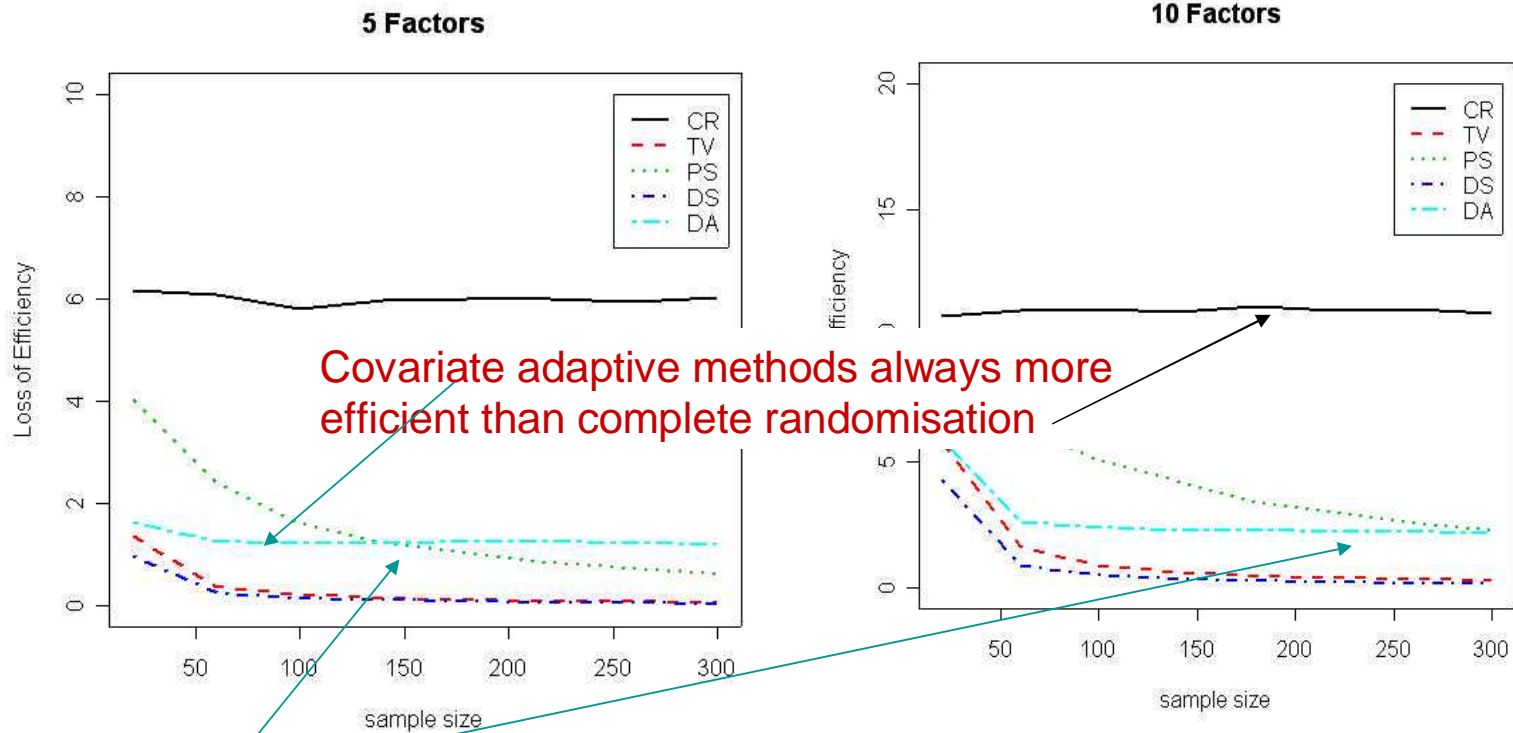 5 Factors
10
8
6
4
2
0
Loss of Efficiency
CR
TV
PS
DS
DA
50 100 150 200 250 300
sample size
10 Factors
20
15
5
0
CR
TV
PS
DS
DA
50 100 150 200 250 300
sample size
Covariate adaptive methods always more
efficient than complete randomisation